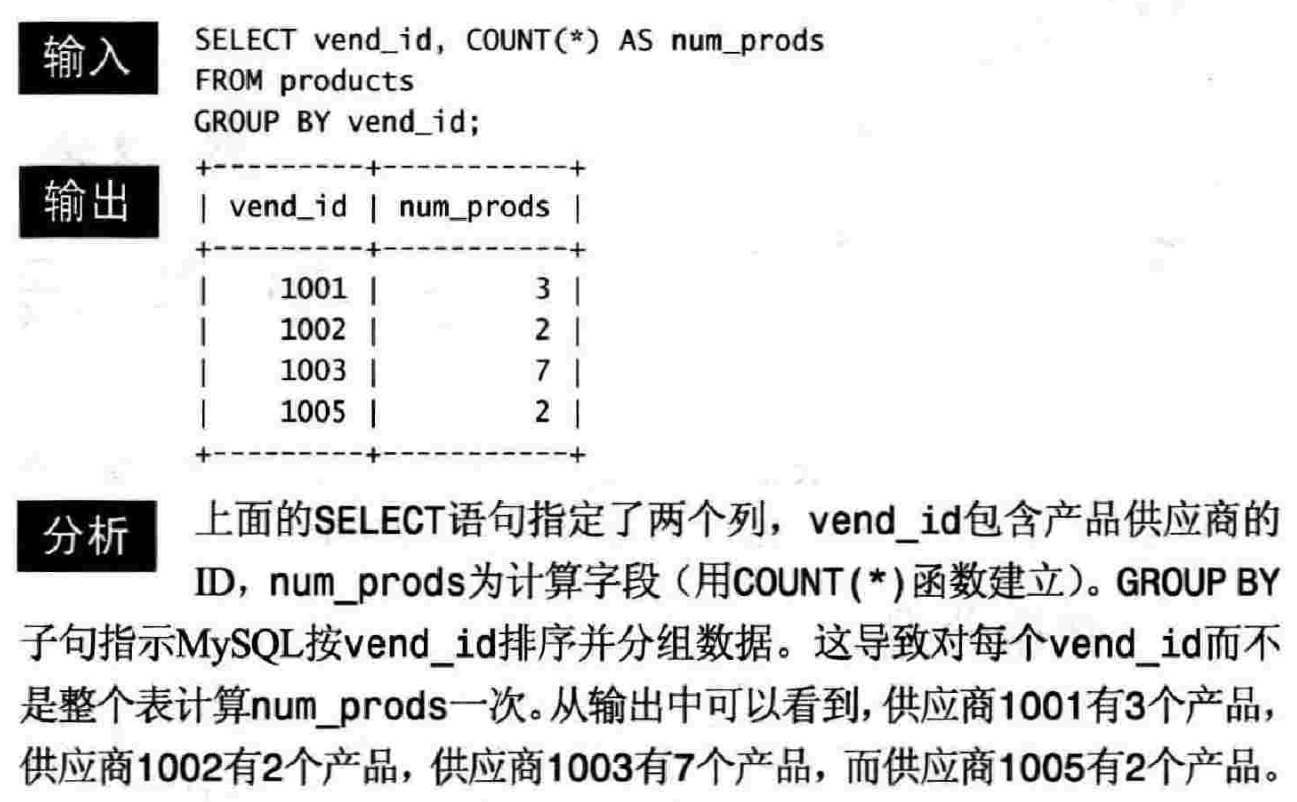 输入 SELECT vend_id, COUNT(*) AS num_prods
FROM products
GROUP BY vend_id;
输出
+---------+-----------+
| vend_id | num_prods |
+---------+-----------+
|    1001 |         3 |
|    1002 |         2 |
|    1003 |         7 |
|    1005 |         2 |
+---------+-----------+
分析 上面的SELECT语句指定了两个列，vend_id包含产品供应商的
ID，num_prods为计算字段（用COUNT(*)函数建立）。GROUP BY
子句指示MySQL按vend_id排序并分组数据。这导致对每个vend_id而不
是整个表计算num_prods一次。从输出中可以看到，供应商1001有3个产品，
供应商1002有2个产品，供应商1003有7个产品，而供应商1005有2个产品。